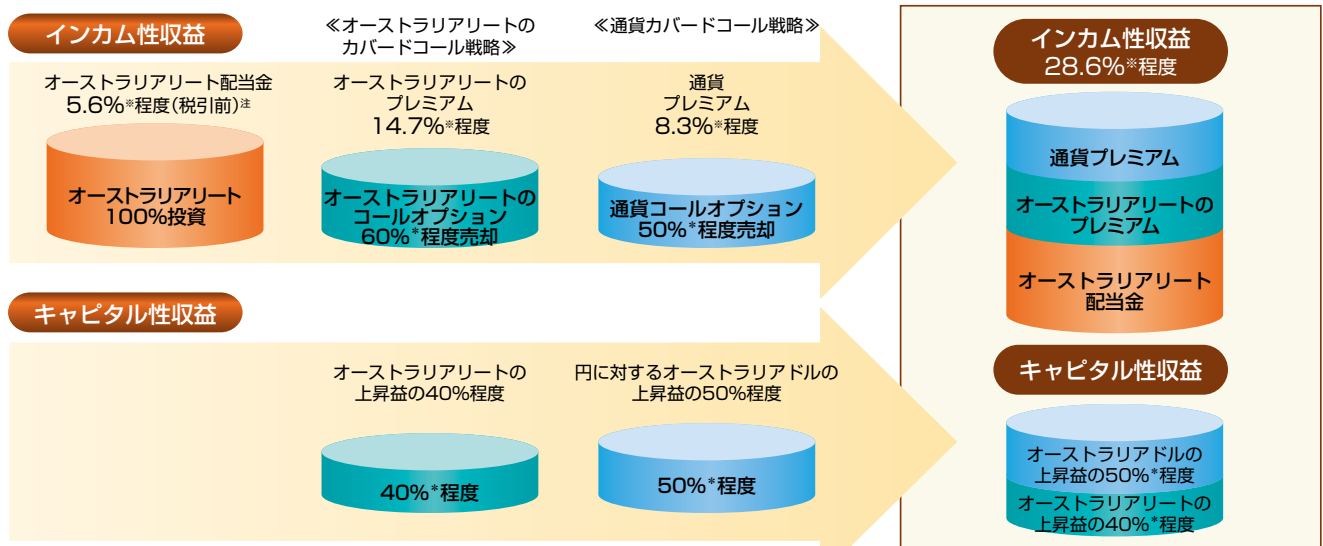 インカム性収益
≪オーストラリアリートの
カバードコール戦略≫
≪通貨カバードコール戦略≫
オーストラリアリート配当金
5.6%※程度(税引前)注
オーストラリアリート
100%投資
オーストラリアリートの
プレミアム
14.7%※程度
オーストラリアリートの
コールオプション
60%*程度売却
通貨
プレミアム
8.3%※程度
通貨コールオプション
50%*程度売却
キャピタル性収益
オーストラリアリートの
上昇益の40%程度
40%*程度
円に対するオーストラリアドルの
上昇益の50%程度
50%*程度
インカム性収益
28.6%※程度
通貨プレミアム
オーストラリアリートの
プレミアム
オーストラリアリート
配当金
キャピタル性収益
オーストラリアドルの
上昇益の50%*程度
オーストラリアリートの
上昇益の40%*程度